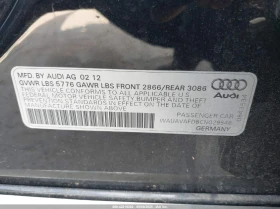 MFD. BY AUDI AG 02 12
GVWR LBS 5776 GAWR LBS FRONT 2866/REAR 3086
THIS VEHICLE CONFORMS TO ALL APPLICABLE
U.S. FEDERAL MOTOR VEHICLE SAFETY BUMPER AND THEFT
PREVENTION STANDARDS IN EFFECT ON THE
DATE OF MANUFACTURE SHOWN ABOVE.
Audi
PASSENGER CAR
GERMANY